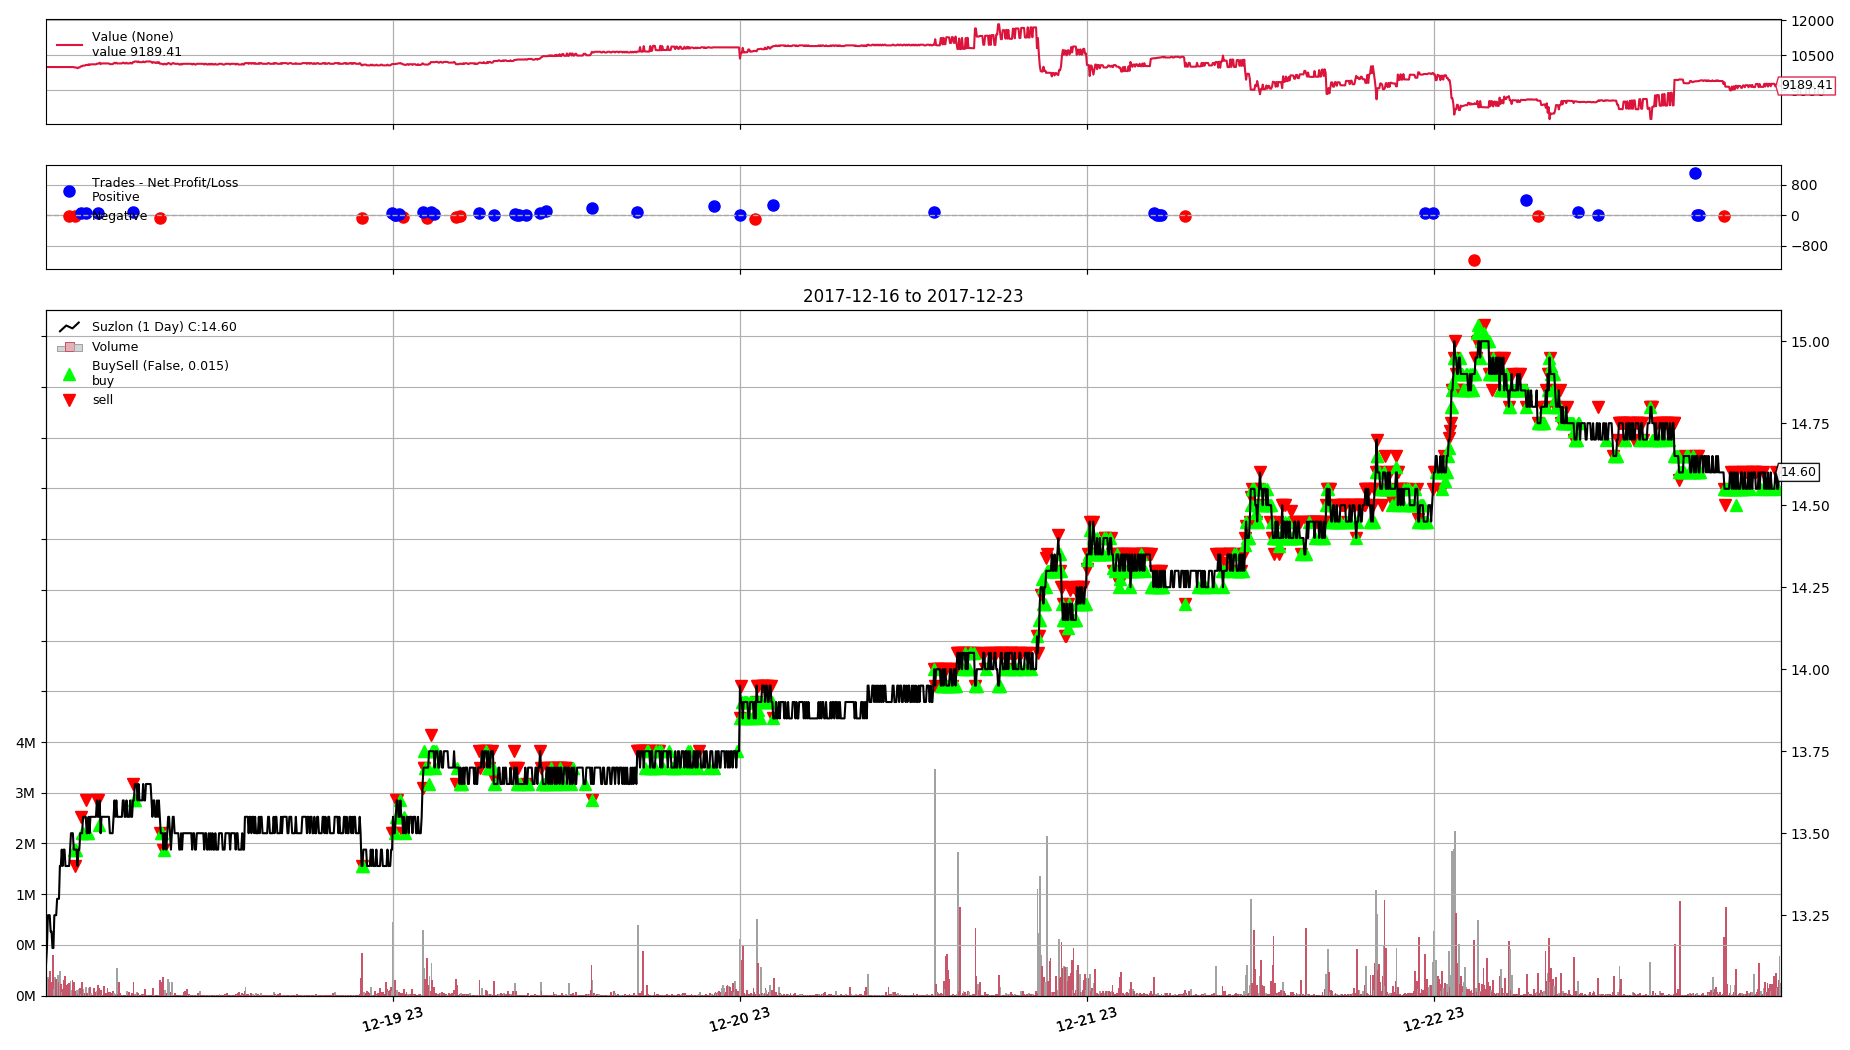 Value (None)
value 9189.41
12000
10500
9189.41
Trades - Net Profit/Loss
Positive
Negative
800
0
−800
2017-12-16 to 2017-12-23
Suzlon (1 Day) C:14.60
Volume
BuySell (False, 0.015)
buy
sell
15.00
14.75
14.60
14.50
14.25
14.00
13.75
13.50
13.25
4M
3M
2M
1M
0M
0M
12-19 23
12-20 23
12-21 23
12-22 23